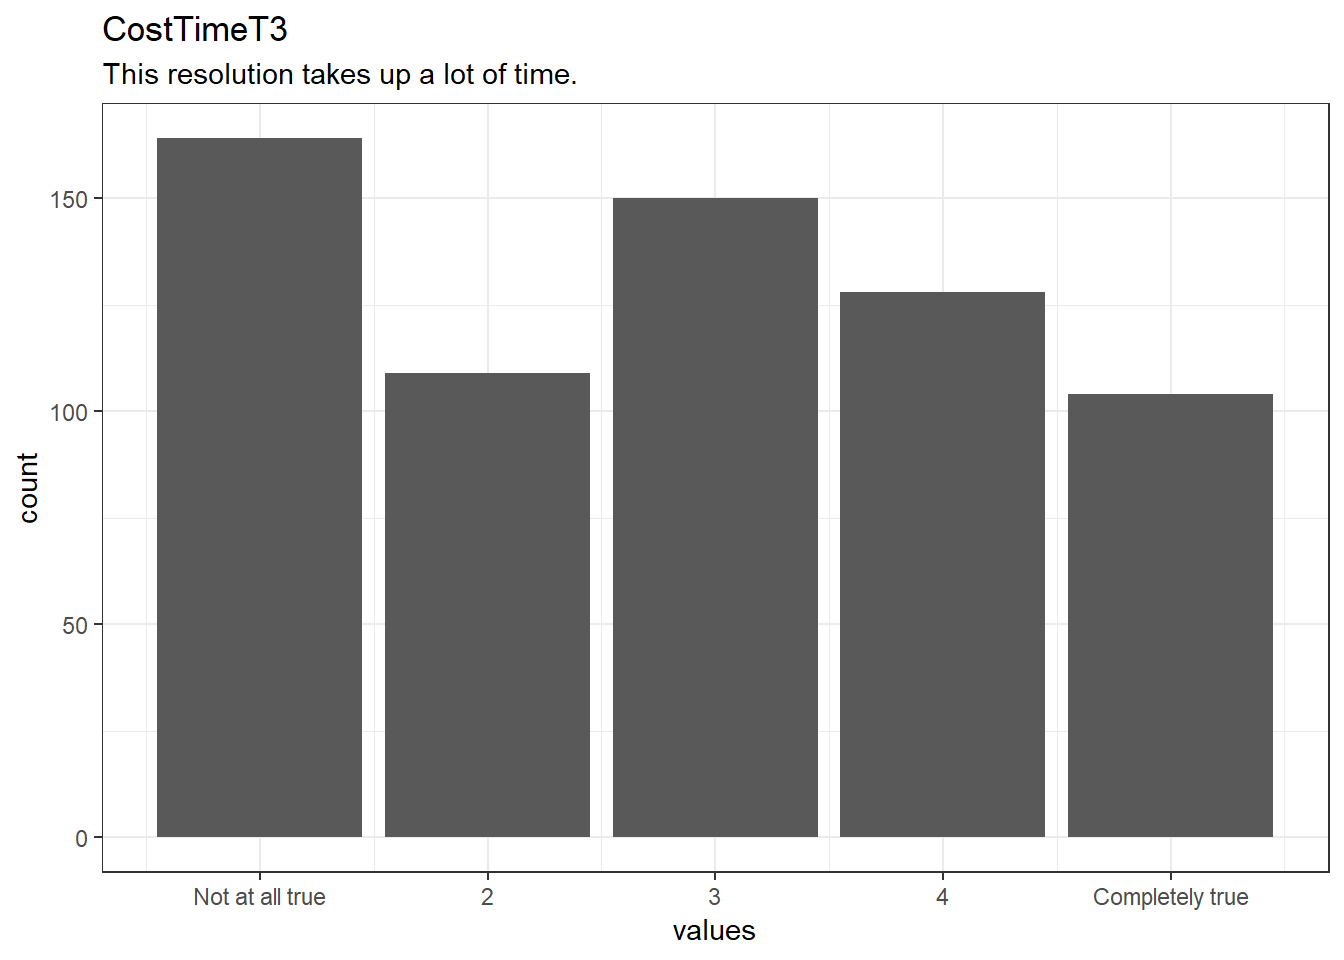 CostTimeT3
This resolution takes up a lot of time.
150
100
50
0
count
Not at all true 2 3 4 Completely true
values